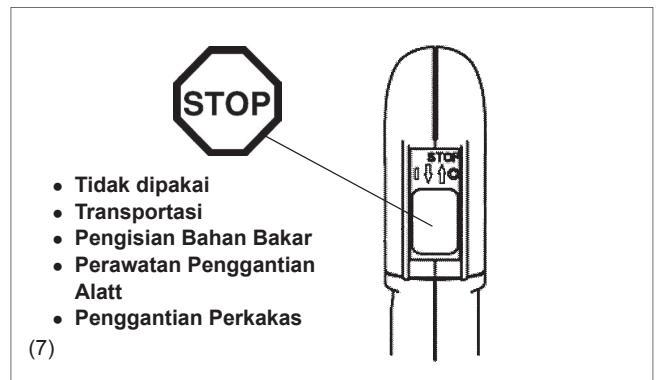 STOP
STOP
● Tidak dipakai
● Transportasi
● Pengisian Bahan Bakar
● Perawatan Penggantian
Alatt
● Penggantian Perkakas
(7)